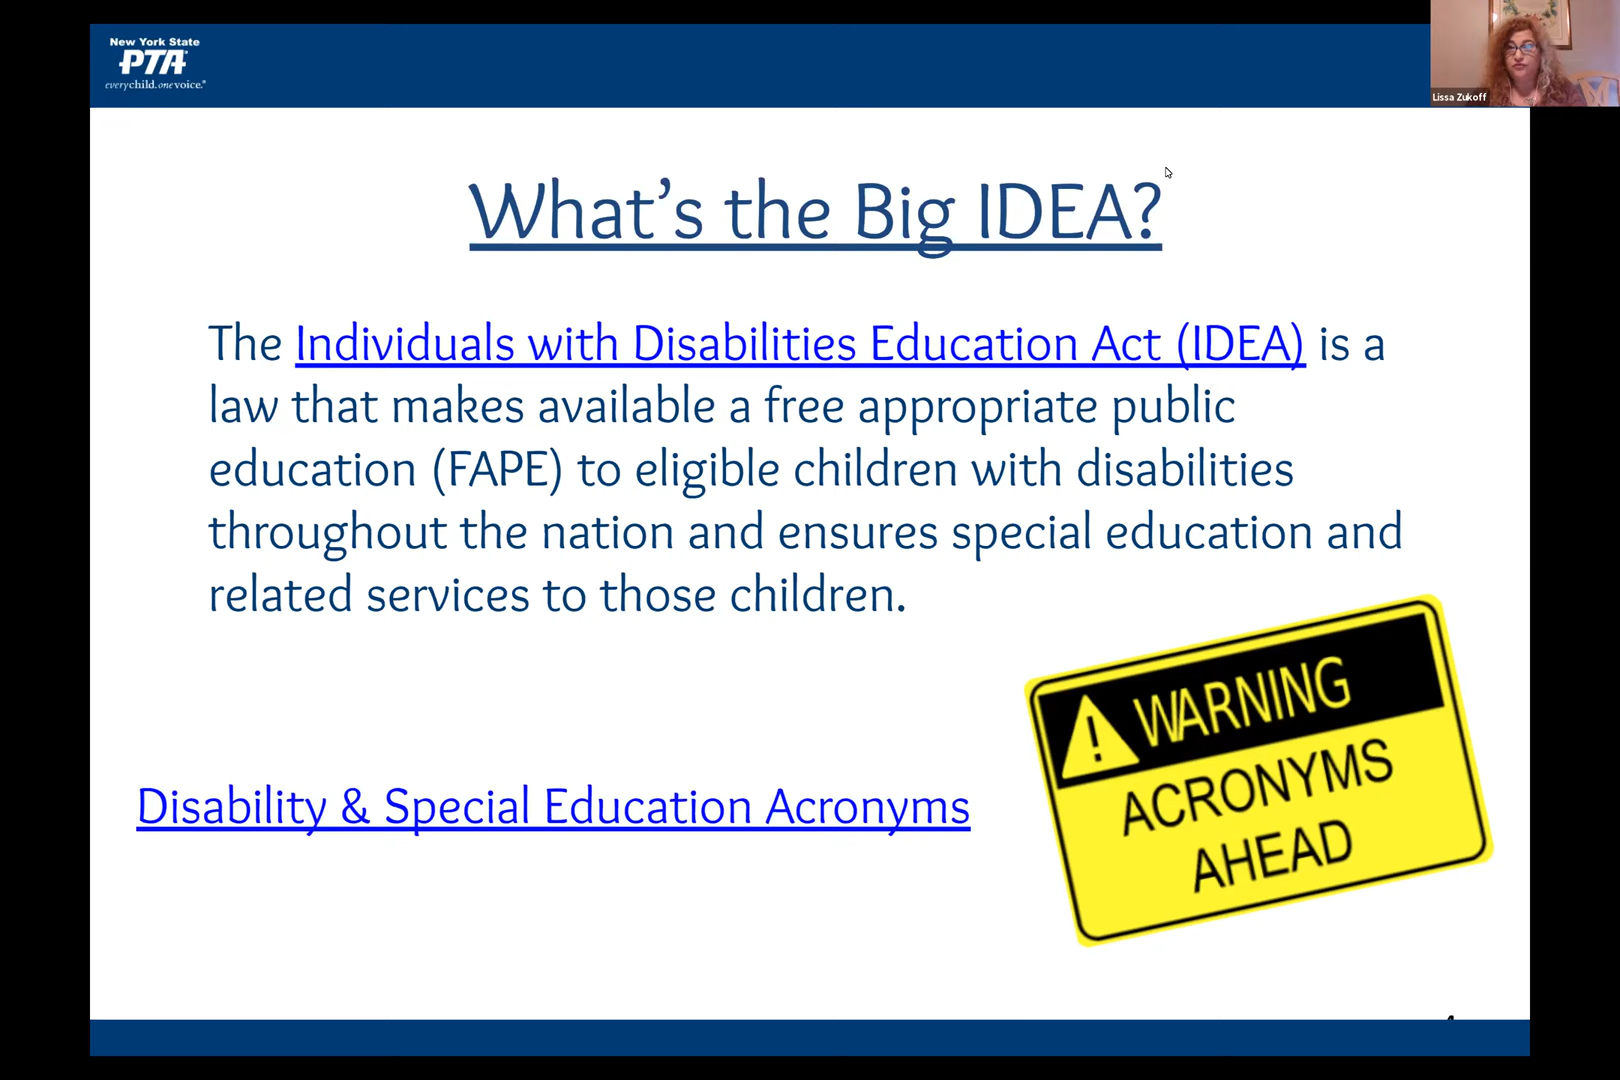 New York State
PTA
everychild.onevoice.®
Lissa Zukoff
What's the Big IDEA?
The Individuals with Disabilities Education Act (IDEA) is a
law that makes available a free appropriate public
education (FAPE) to eligible children with disabilities
throughout the nation and ensures special education and
related services to those children.
WARNING
ACRONYMS
AHEAD
Disability & Special Education Acronyms